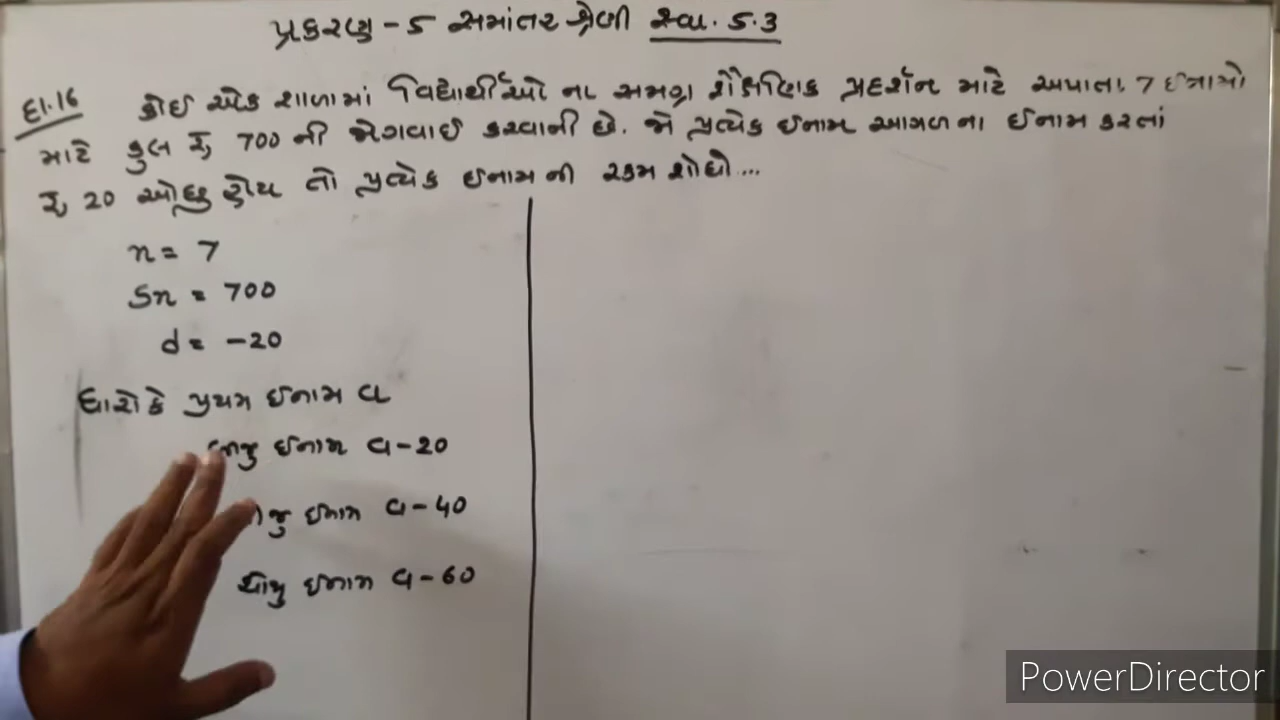 પ્રકરણ - 5 સમાંતર શ્રેણી સ્વા. 5.3
દા.16 કોઈ એક શાળામાં વિદ્યાર્થીઓ ના સમગ્ર શૈક્ષણિક પ્રદર્શન માટે અપાતા 7 ઈનામો
માટે કુલ રૂ 700 ની જોગવાઈ કરવાની છે. જો પ્રત્યેક ઈનામ આગળ ના ઈનામ કરતાં
રૂ 20 ઓછુ હોય તો પ્રત્યેક ઈનામ ની રકમ શોધો...
n = 7
Sn = 700
d = -20
ધારો કે પ્રથમ ઈનામ a
બીજુ ઈનામ a - 20
ઈનામ a - 40
ચોથુ ઈનામ a - 60
PowerDirector